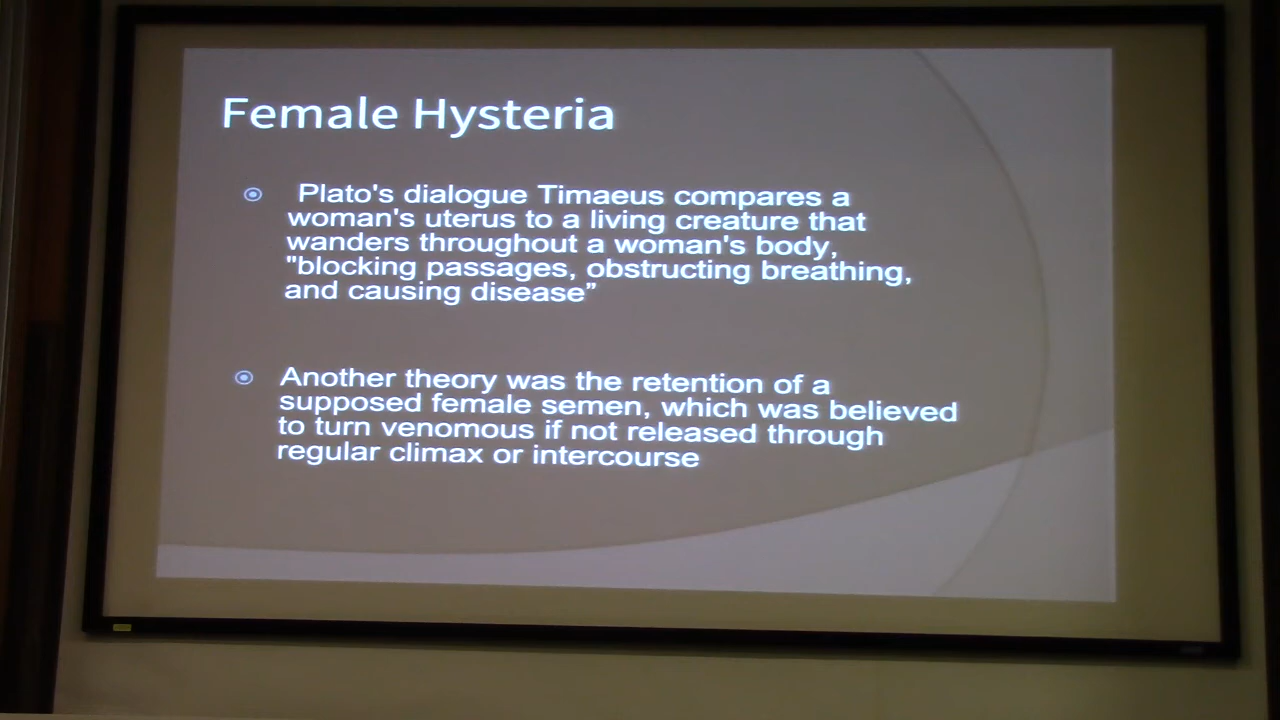 Female Hysteria
Plato's dialogue Timaeus compares a
woman's uterus to a living creature that
wanders throughout a woman's body,
"blocking passages, obstructing breathing,
and causing disease”
Another theory was the retention of a
supposed female semen, which was believed
to turn venomous if not released through
regular climax or intercourse